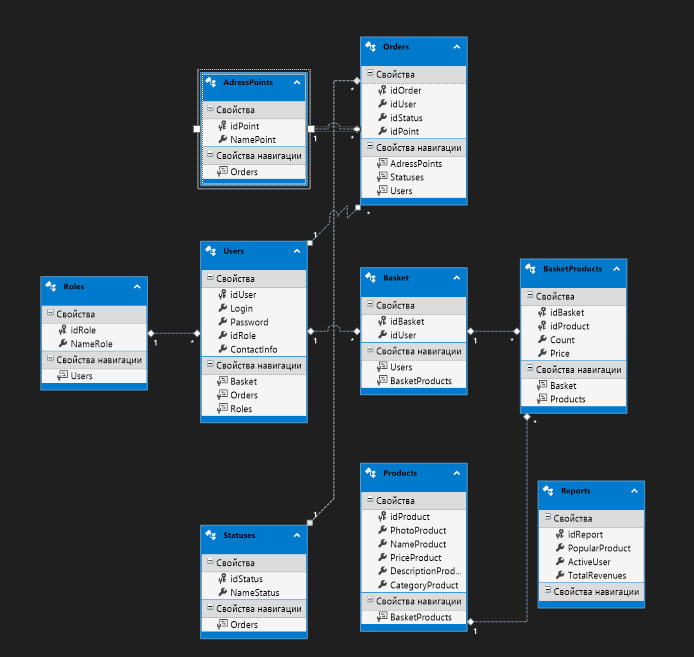 Orders
Свойства
idOrder
idUser
idStatus
idPoint
Свойства навигации
AdressPoints
Statuses
Users
AdressPoints
Свойства
idPoint
NamePoint
Свойства навигации
Orders
1
*
*
1
*
Users
Свойства
idUser
Login
Password
idRole
ContactInfo
Свойства навигации
Basket
Orders
Roles
Basket
Свойства
idBasket
idUser
Свойства навигации
Users
BasketProducts
BasketProducts
Свойства
idBasket
idProduct
Count
Price
Свойства навигации
Basket
Products
Roles
Свойства
idRole
NameRole
Свойства навигации
Users
1
*
1
*
1
*
*
Products
Свойства
idProduct
PhotoProduct
NameProduct
PriceProduct
DescriptionProd...
CategoryProduct
Свойства навигации
BasketProducts
1
Reports
Свойства
idReport
PopularProduct
ActiveUser
TotalRevenues
Свойства навигации
1
Statuses
Свойства
idStatus
NameStatus
Свойства навигации
Orders